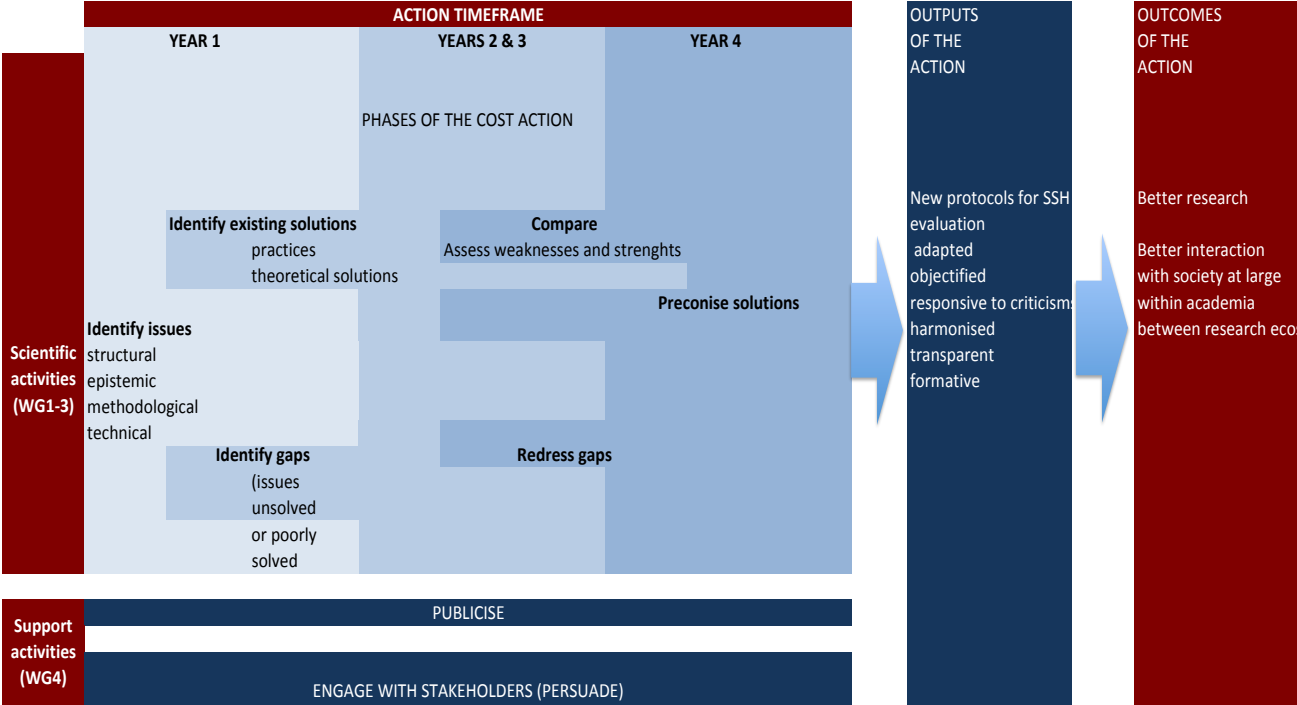 ACTION TIMEFRAME
YEAR 1
YEARS 2 & 3
YEAR 4
PHASES OF THE COST ACTION
Scientific
activities
(WG1-3)
Identify issues
structural
epistemic
methodological
technical
Identify existing solutions
practices
theoretical solutions
Identify gaps
(issues
unsolved
or poorly
solved
Compare
Assess weaknesses and strenghts
Redress gaps
Preconise solutions
Support
activities
(WG4)
PUBLICISE
ENGAGE WITH STAKEHOLDERS (PERSUADE)
OUTPUTS
OF THE
ACTION
New protocols for SSH
evaluation
adapted
objectified
responsive to criticisms
harmonised
transparent
formative
OUTCOMES
OF THE
ACTION
Better research
Better interaction
with society at large
within academia
between research